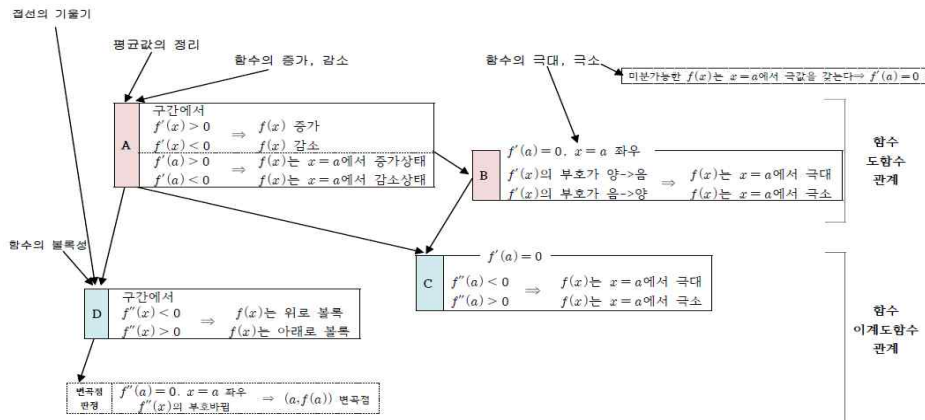 접선의 기울기
평균값의 정리
함수의 증가, 감소
함수의 극대, 극소
미분가능한 f(x)는 x=a에서 극값을 갖는다⇒ f′(a)=0
A
구간에서
f′(x)>0 ⇒ f(x) 증가
f′(x)<0 f(x) 감소
f′(a)>0 ⇒ f(x)는 x=a에서 증가상태
f′(a)<0 f(x)는 x=a에서 감소상태
B
f′(a)=0. x=a 좌우
f′(x)의 부호가 양->음 ⇒ f(x)는 x=a에서 극대
f′(x)의 부호가 음->양 f(x)는 x=a에서 극소
함수
도함수
관계
함수의 볼록성
C
f′(a)=0
f″(a)<0 ⇒ f(x)는 x=a에서 극대
f″(a)>0 f(x)는 x=a에서 극소
D
구간에서
f″(x)<0 ⇒ f(x)는 위로 볼록
f″(x)>0 f(x)는 아래로 볼록
함수
이계도함수
관계
변곡점
판정
f″(a)=0. x=a 좌우
f″(x)의 부호바뀜 ⇒ (a,f(a)) 변곡점